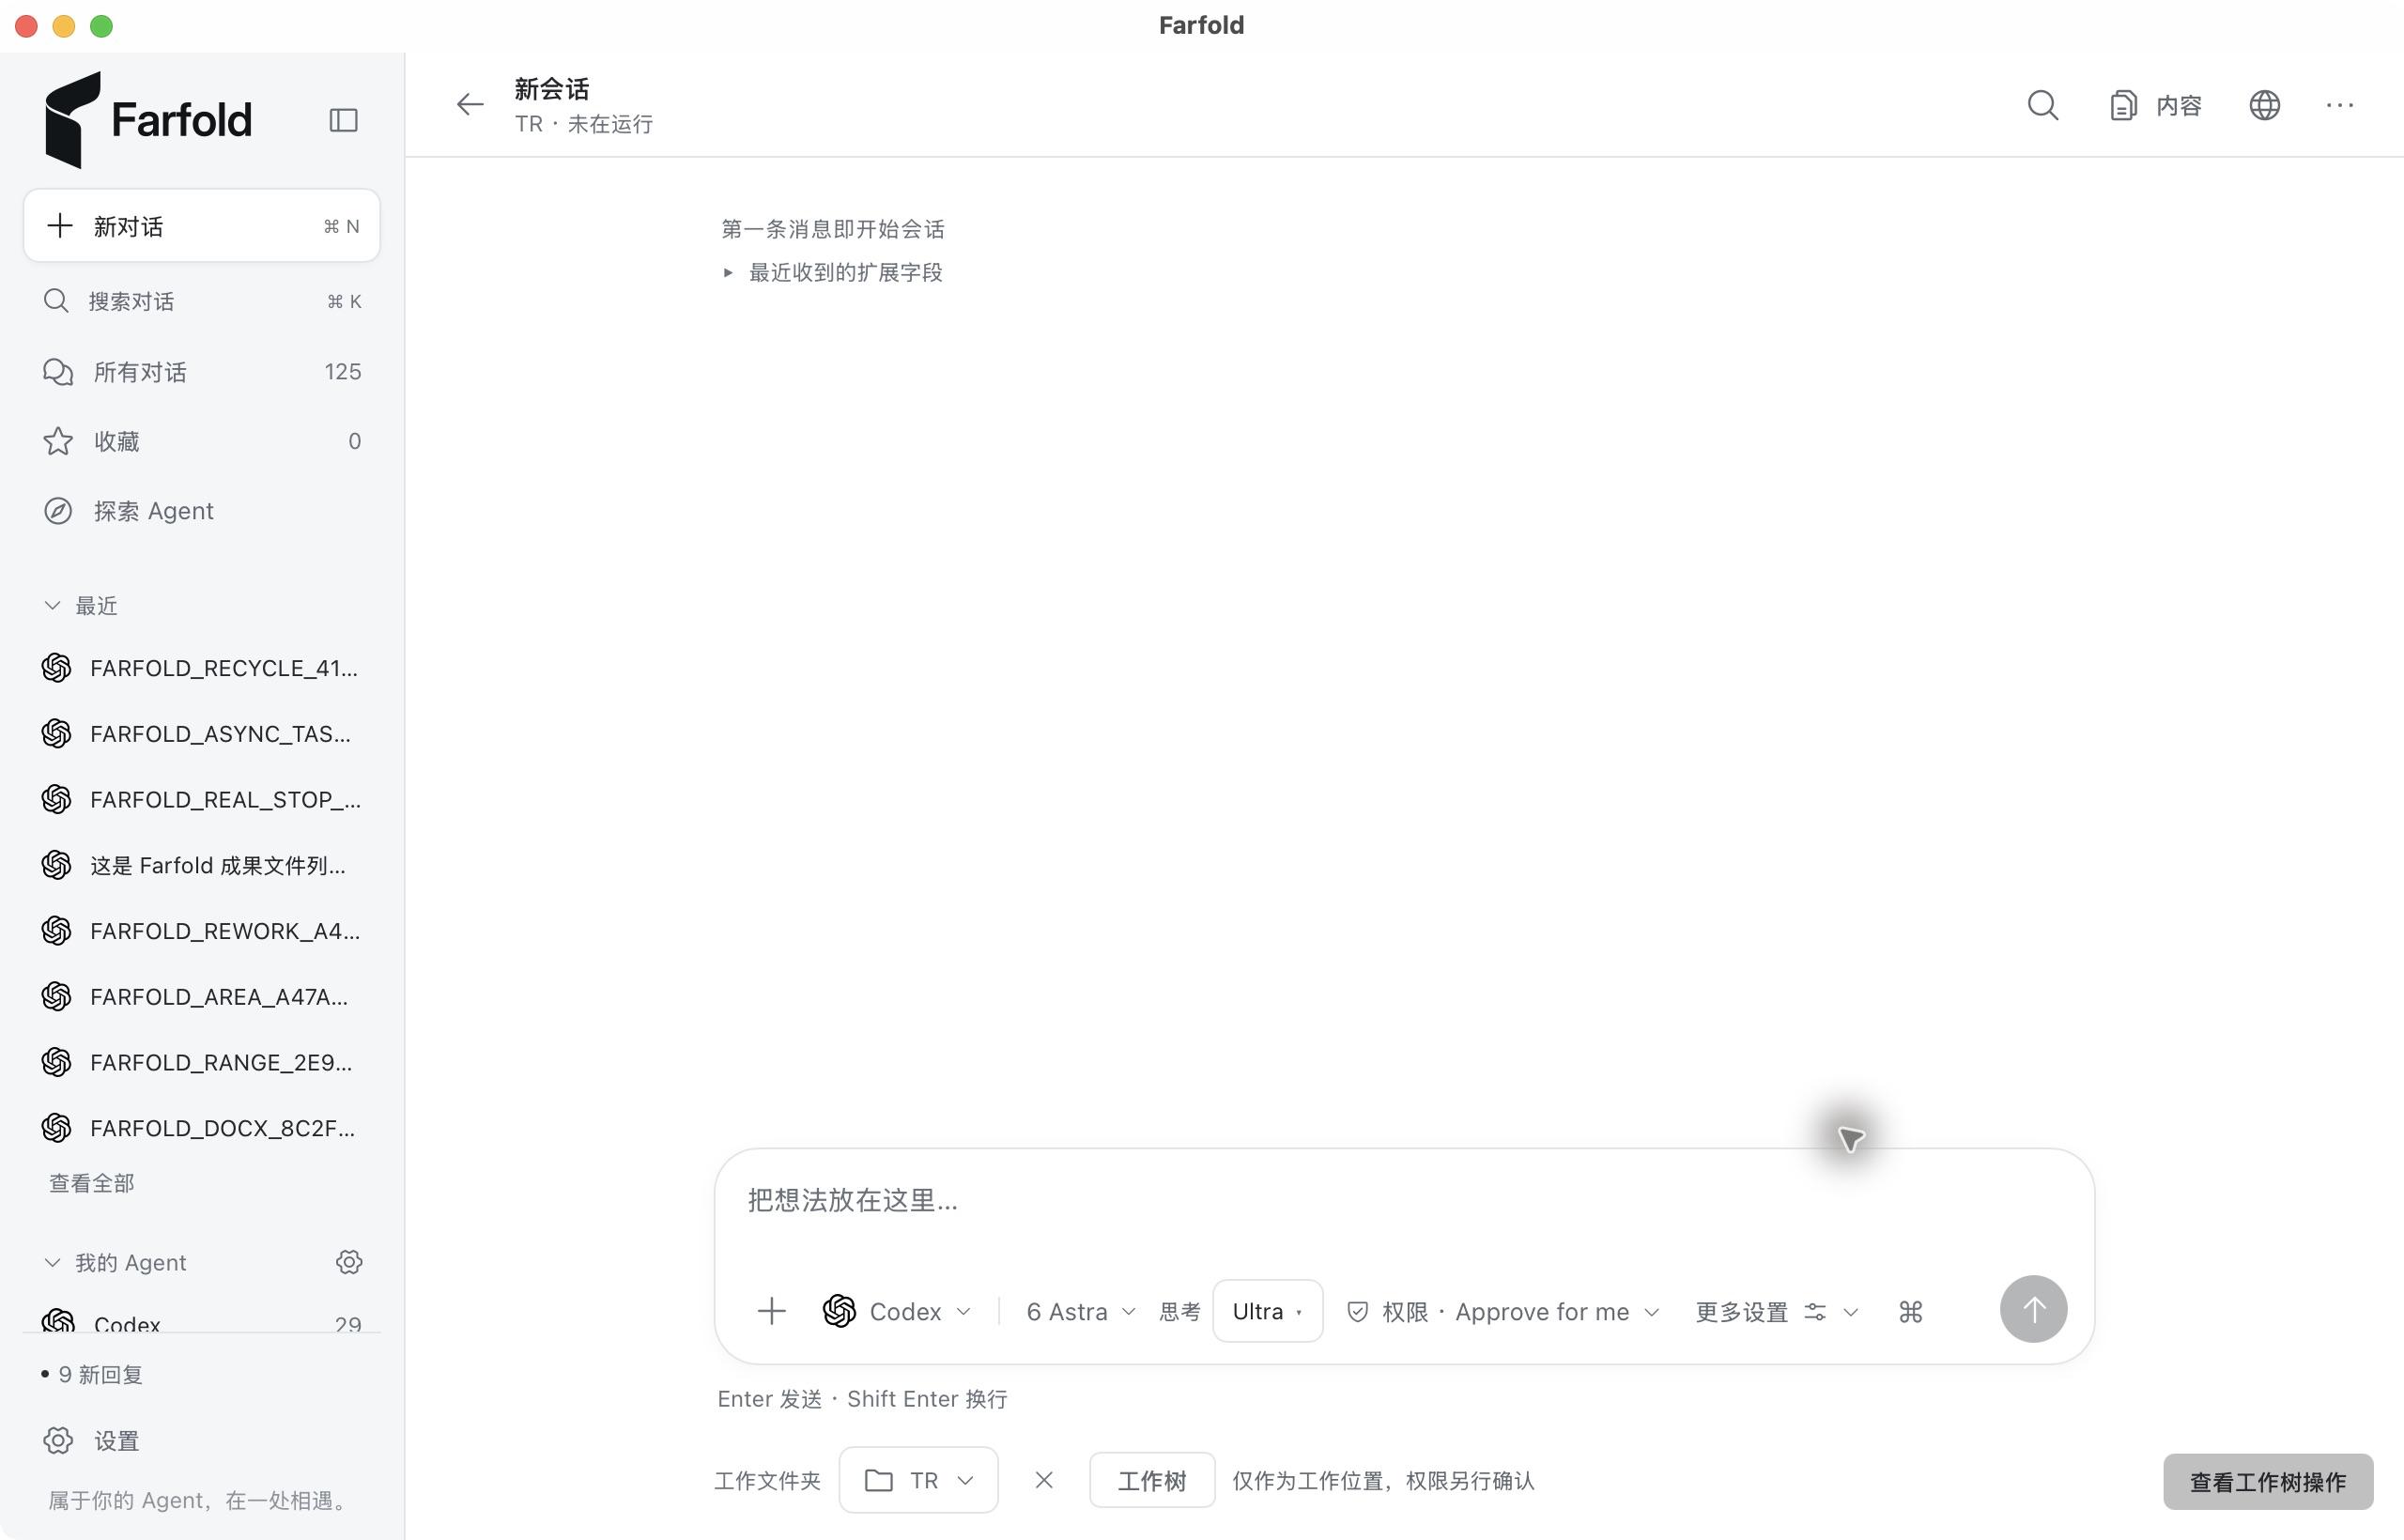 Farfold
Farfold
新对话 ⌘ N
搜索对话 ⌘ K
所有对话 125
收藏 0
探索 Agent
最近
FARFOLD_RECYCLE_41...
FARFOLD_ASYNC_TAS...
FARFOLD_REAL_STOP_...
这是 Farfold 成果文件列...
FARFOLD_REWORK_A4...
FARFOLD_AREA_A47A...
FARFOLD_RANGE_2E9...
FARFOLD_DOCX_8C2F...
查看全部
我的 Agent
Codex 29
9 新回复
设置
属于你的 Agent，在一处相遇。
新会话
TR · 未在运行
内容
第一条消息即开始会话
最近收到的扩展字段
把想法放在这里...
Codex 6 Astra 思考 Ultra 权限 · Approve for me 更多设置 ⌘
Enter 发送 · Shift Enter 换行
工作文件夹 TR 工作树 仅作为工作位置，权限另行确认
查看工作树操作